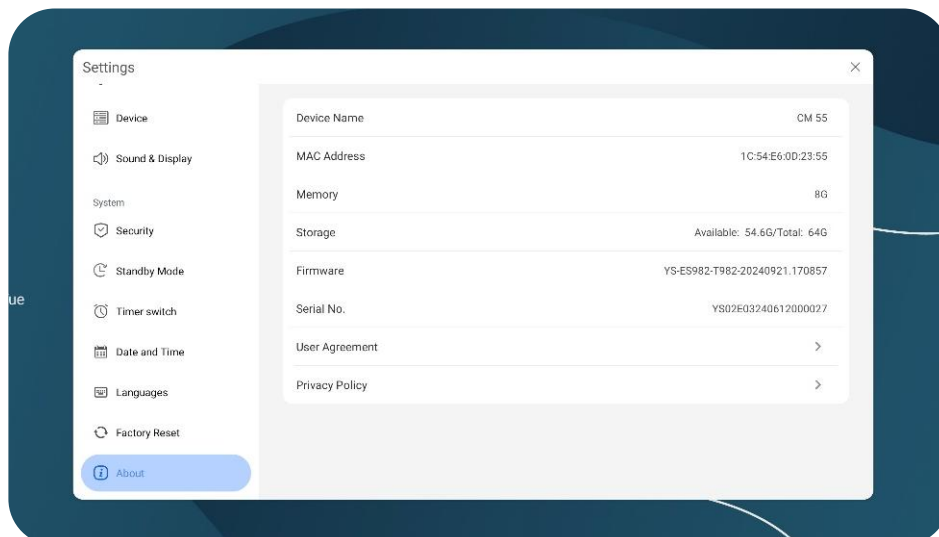 Settings
Device
Sound & Display
System
Security
Standby Mode
Timer switch
Date and Time
Languages
Factory Reset
About
Device Name CM 55
MAC Address 1C:54:E6:0D:23:55
Memory 8G
Storage Available: 54.6G/Total: 64G
Firmware YS-ES982-T982-20240921.170857
Serial No. YS02E03240612000027
User Agreement
Privacy Policy
ue